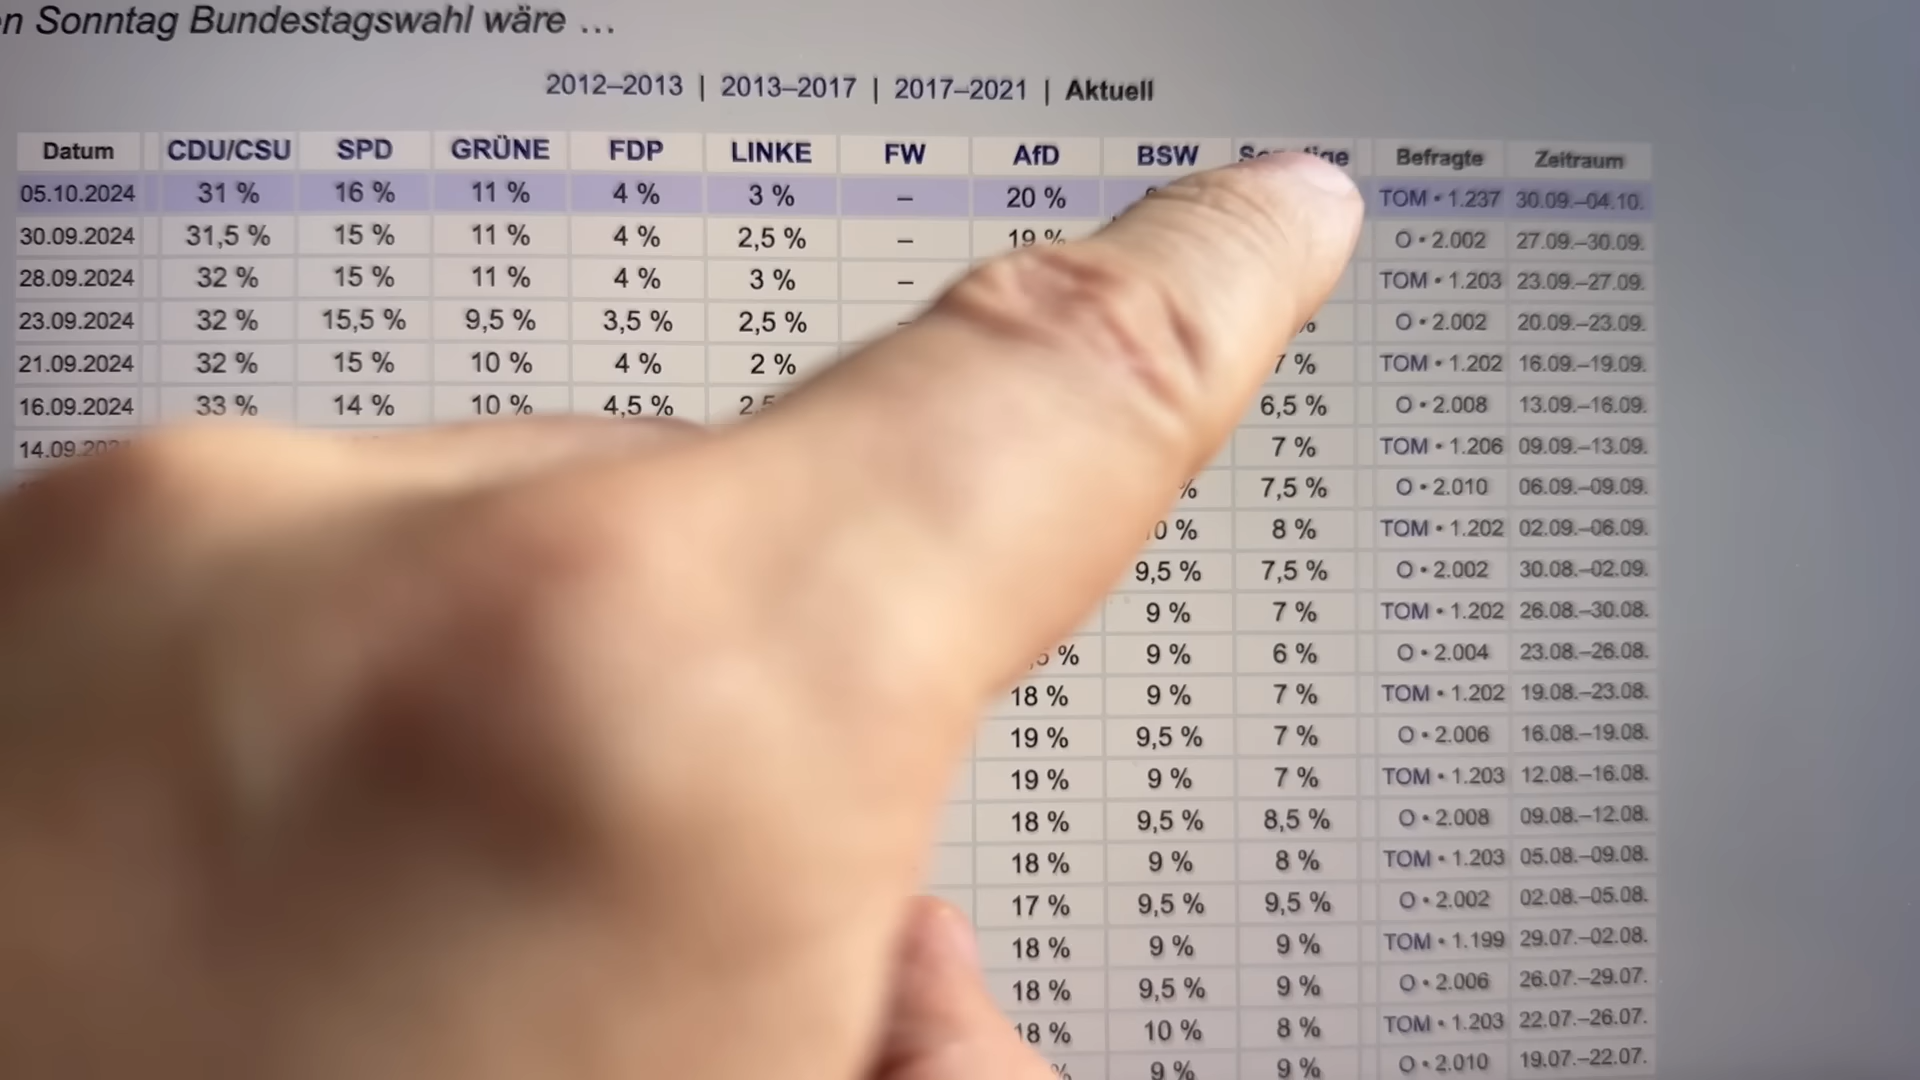 en Sonntag Bundestagswahl wäre …
2012–2013 | 2013–2017 | 2017–2021 | Aktuell
Datum CDU/CSU SPD GRÜNE FDP LINKE FW AfD BSW Befragte Zeitraum
05.10.2024 31 % 16 % 11 % 4 % 3 % – 20 % TOM • 1.237 30.09.–04.10.
30.09.2024 31,5 % 15 % 11 % 4 % 2,5 % – 19 % O • 2.002 27.09.–30.09.
28.09.2024 32 % 15 % 11 % 4 % 3 % – TOM • 1.203 23.09.–27.09.
23.09.2024 32 % 15,5 % 9,5 % 3,5 % 2,5 % – % O • 2.002 20.09.–23.09.
21.09.2024 32 % 15 % 10 % 4 % 2 % 7 % TOM • 1.202 16.09.–19.09.
16.09.2024 33 % 14 % 10 % 4,5 % 6,5 % O • 2.008 13.09.–16.09.
7 % TOM • 1.206 09.09.–13.09.
% 7,5 % O • 2.010 06.09.–09.09.
8 % TOM • 1.202 02.09.–06.09.
9,5 % 7,5 % O • 2.002 30.08.–02.09.
9 % 7 % TOM • 1.202 26.08.–30.08.
% 9 % 6 % O • 2.004 23.08.–26.08.
18 % 9 % 7 % TOM • 1.202 19.08.–23.08.
19 % 9,5 % 7 % O • 2.006 16.08.–19.08.
19 % 9 % 7 % TOM • 1.203 12.08.–16.08.
18 % 9,5 % 8,5 % O • 2.008 09.08.–12.08.
18 % 9 % 8 % TOM • 1.203 05.08.–09.08.
17 % 9,5 % 9,5 % O • 2.002 02.08.–05.08.
18 % 9 % 9 % TOM • 1.199 29.07.–02.08.
18 % 9,5 % 9 % O • 2.006 26.07.–29.07.
18 % 10 % 8 % TOM • 1.203 22.07.–26.07.
% 9 % 9 % O • 2.010 19.07.–22.07.